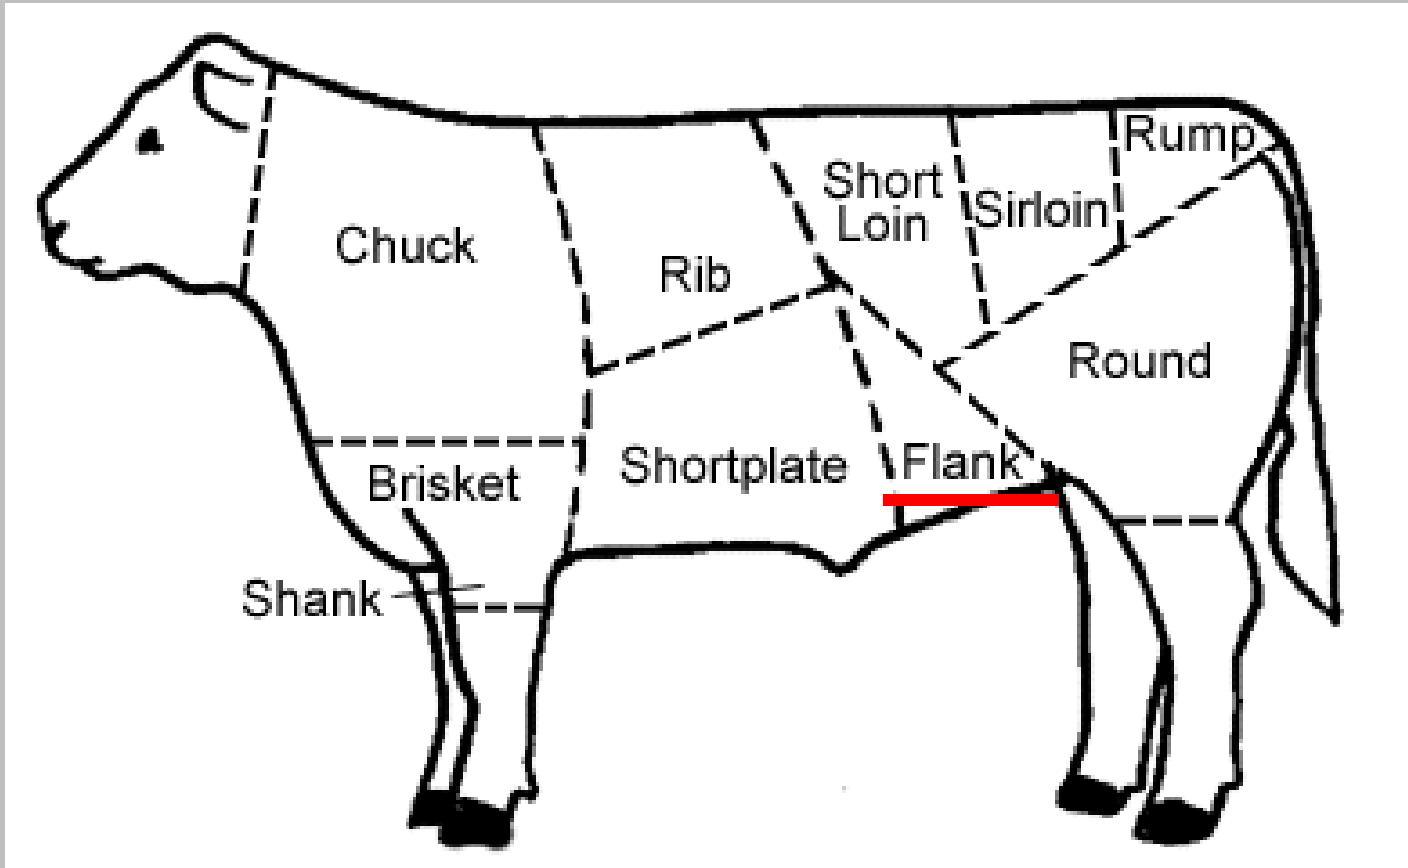 Rump
Short
Loin
Sirloin
Chuck
Rib
Round
Brisket
Shortplate
Flank
Shank